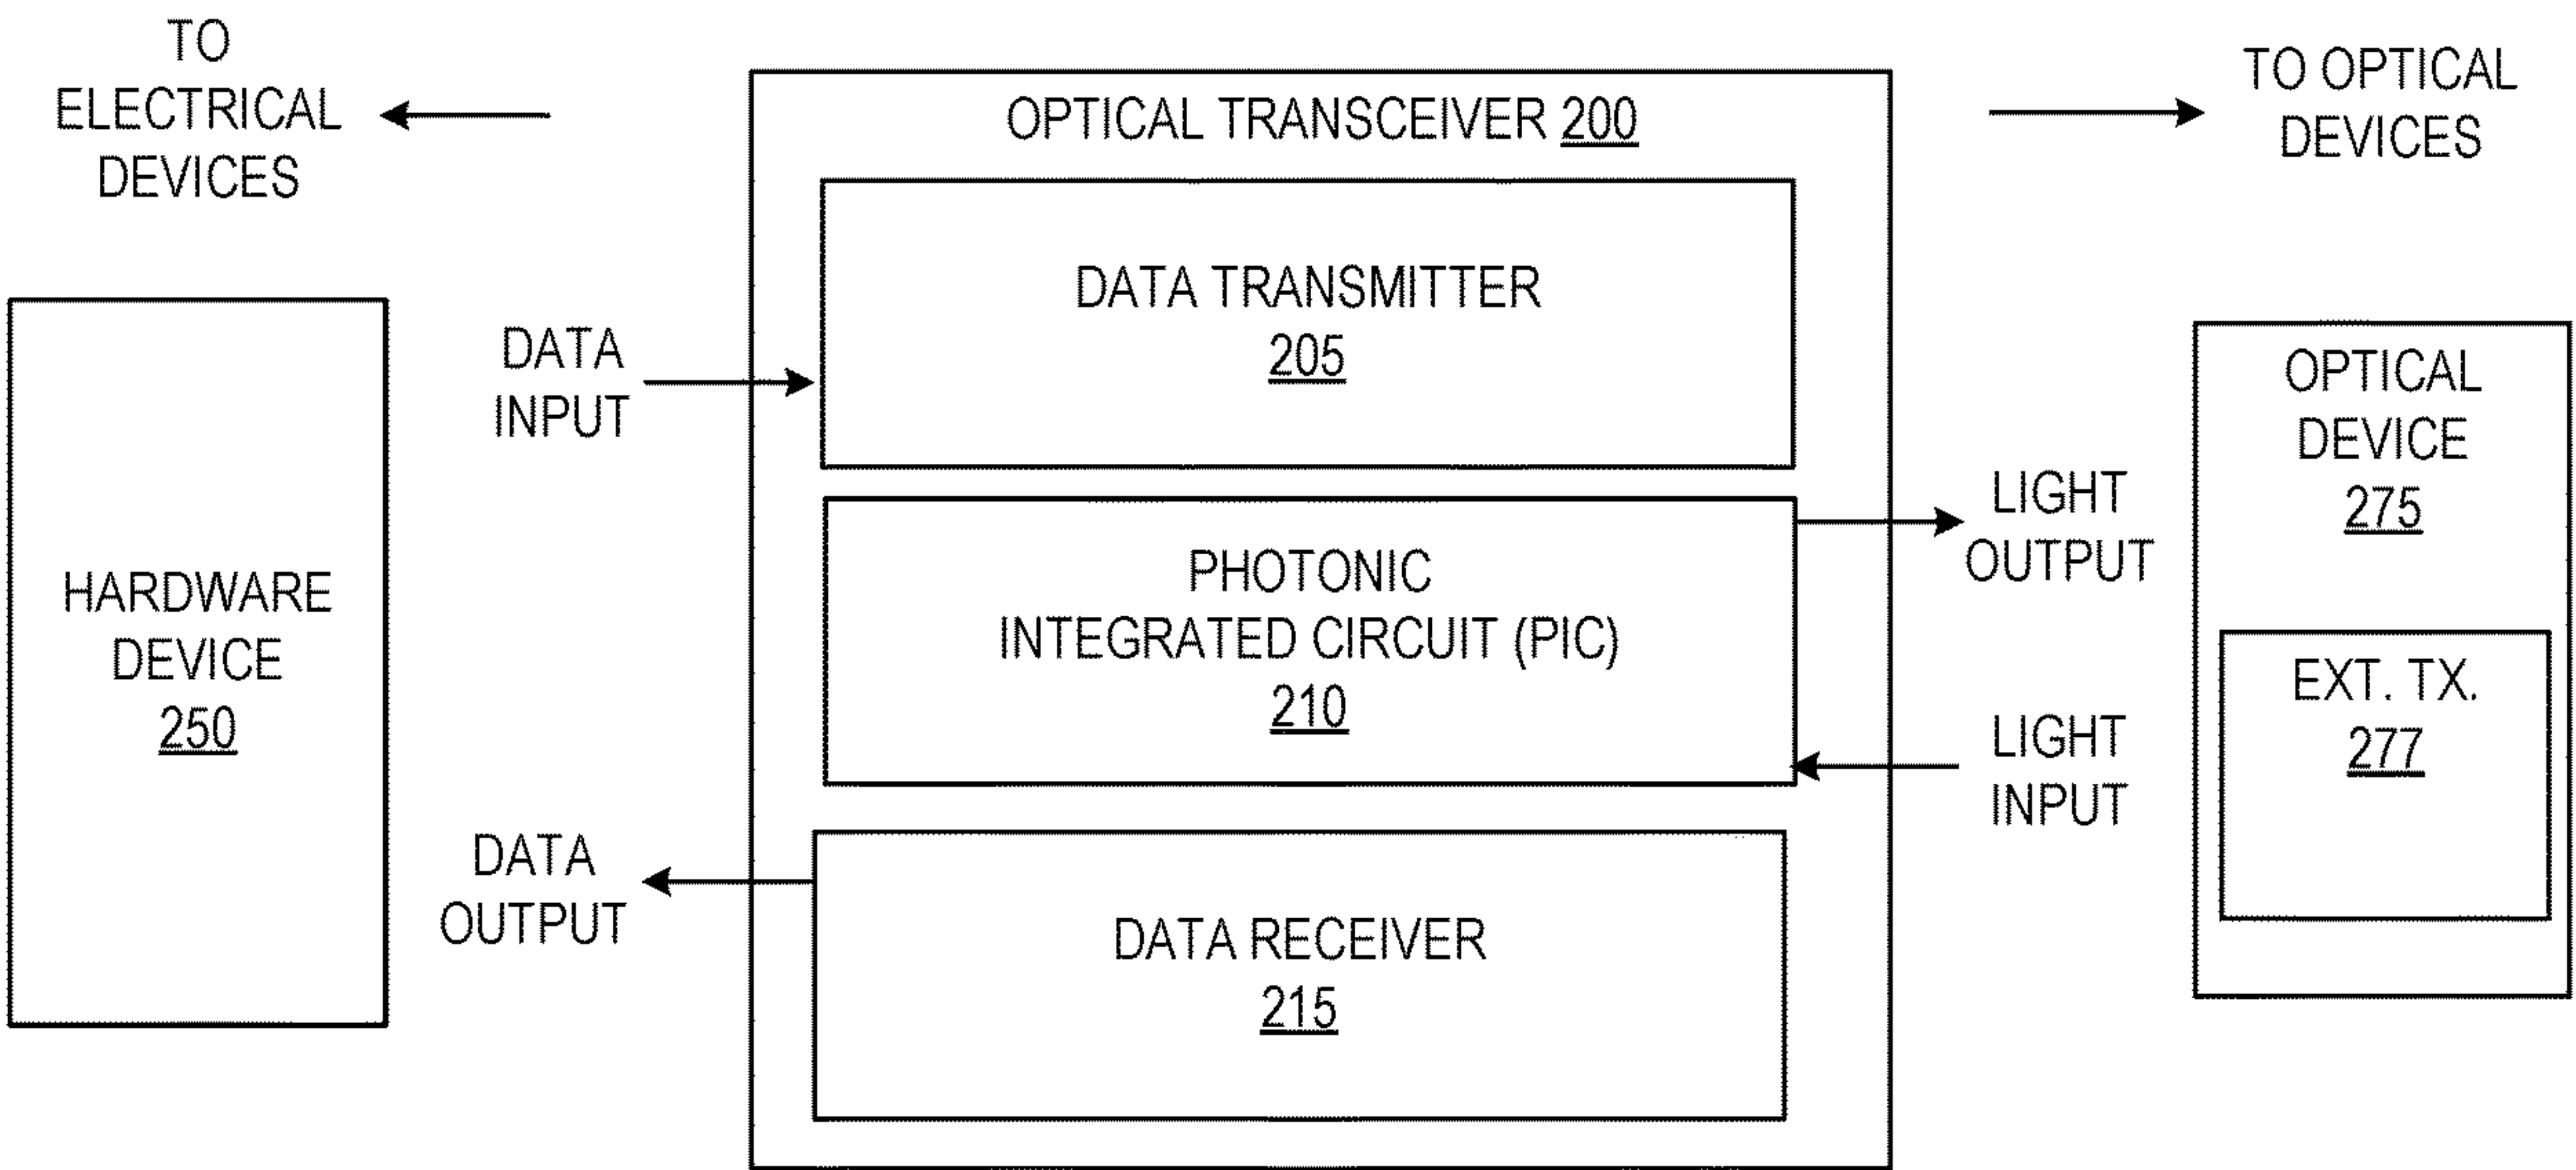 TO
ELECTRICAL
DEVICES
HARDWARE
DEVICE
250
DATA
INPUT
DATA
OUTPUT
OPTICAL TRANSCEIVER 200
DATA TRANSMITTER
205
PHOTONIC
INTEGRATED CIRCUIT (PIC)
210
DATA RECEIVER
215
LIGHT
OUTPUT
LIGHT
INPUT
TO OPTICAL
DEVICES
OPTICAL
DEVICE
275
EXT. TX.
277